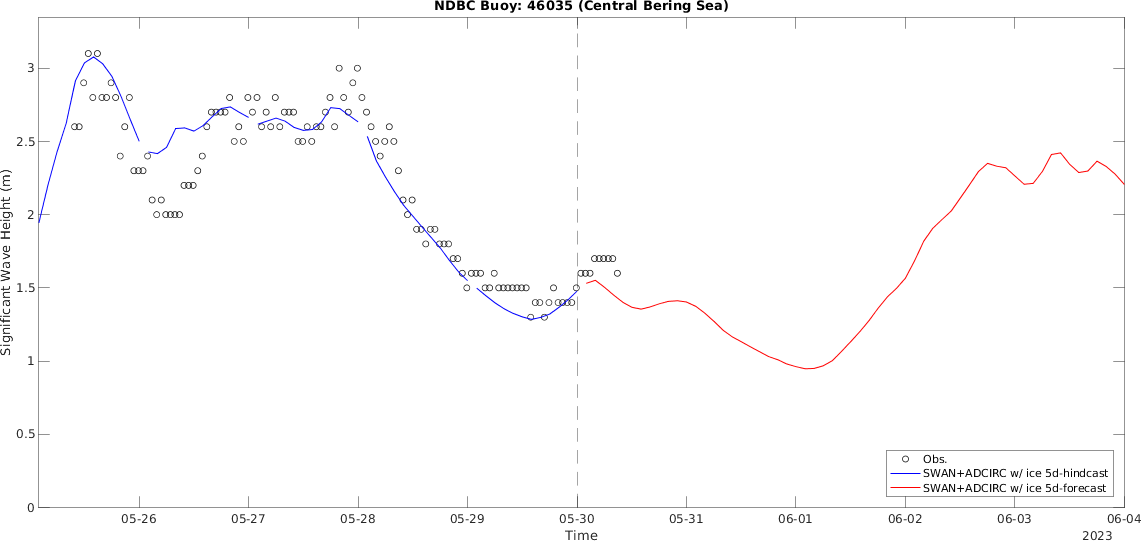 NDBC Buoy: 46035 (Central Bering Sea)
Significant Wave Height (m)
3
2.5
2
1.5
1
0.5
0
Obs.
SWAN+ADCIRC w/ ice 5d-hindcast
SWAN+ADCIRC w/ ice 5d-forecast
05-26 05-27 05-28 05-29 05-30 05-31 06-01 06-02 06-03 06-04
Time
2023